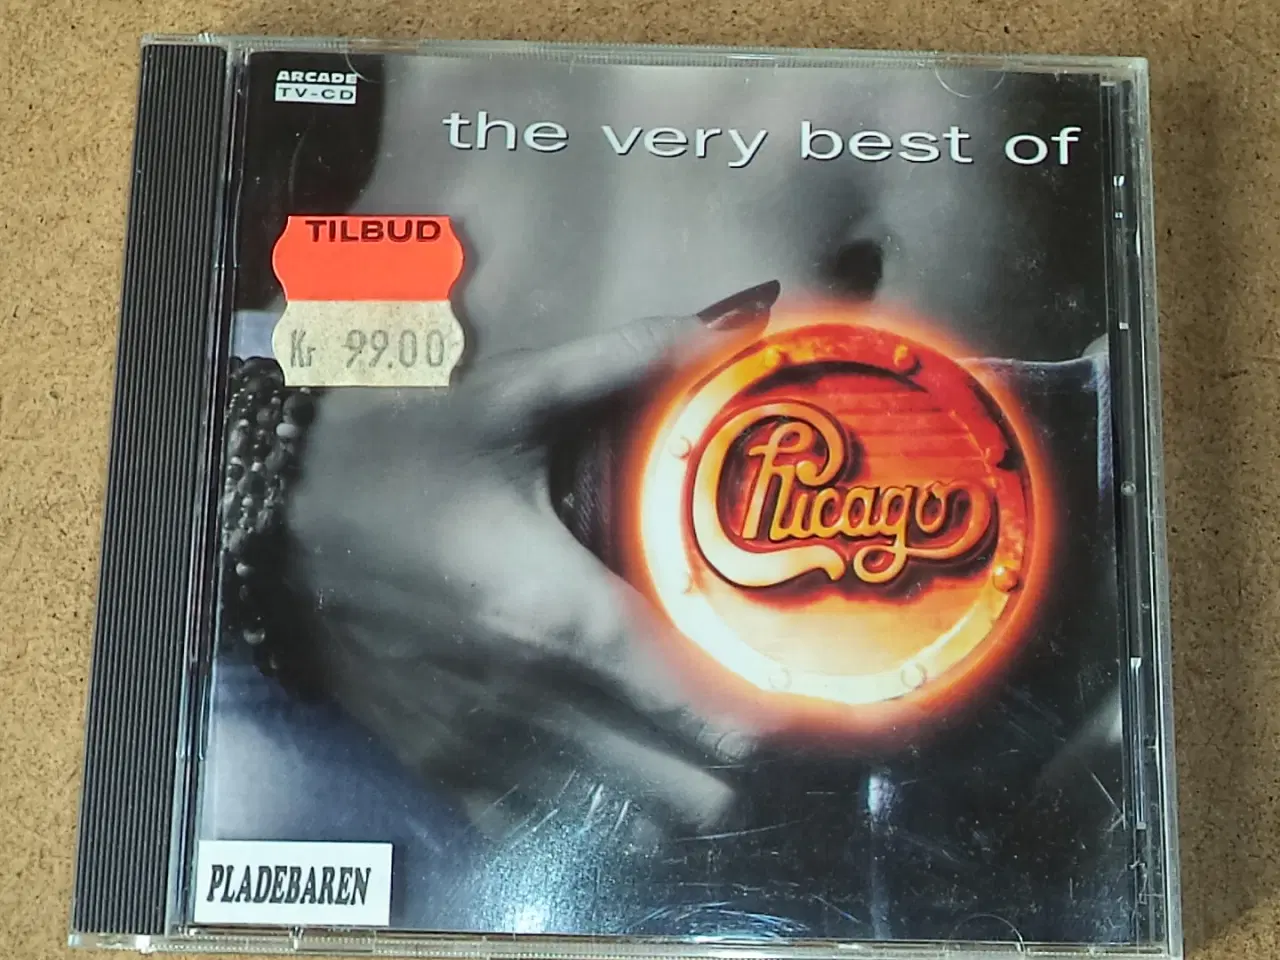 ARCADE
TV-CD
the very best of
TILBUD
Kr 99.00
Chicago
PLADEBAREN